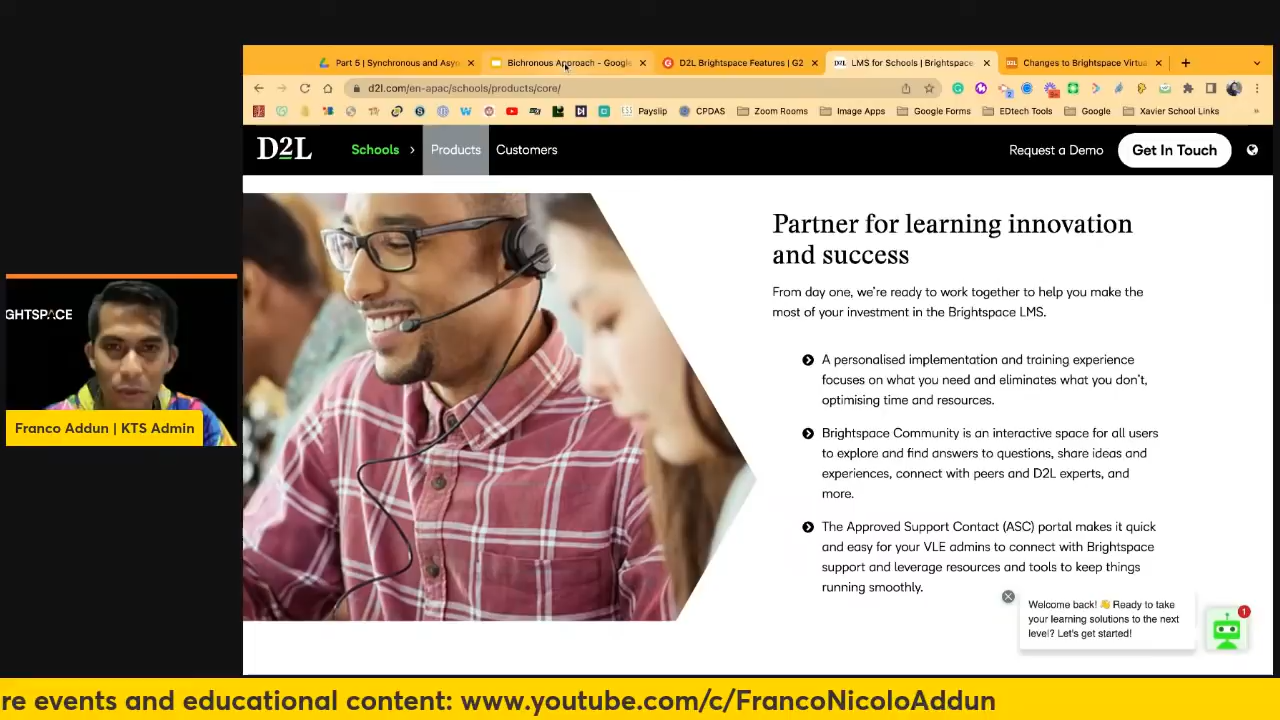 Part 5 | Synchronous and Asy
Bichronous Approach - Google
D2L Brightspace Features | G2
LMS for Schools | Brightspace
Changes to Brightspace Virtua
d2l.com/en-apac/schools/products/core/
Payslip
CPDAS
Zoom Rooms
Image Apps
Google Forms
EDtech Tools
Google
Xavier School Links
D2L
Schools
Products
Customers
Request a Demo
Get In Touch
Partner for learning innovation
and success
From day one, we're ready to work together to help you make the
most of your investment in the Brightspace LMS.
A personalised implementation and training experience
focuses on what you need and eliminates what you don't,
optimising time and resources.
Brightspace Community is an interactive space for all users
to explore and find answers to questions, share ideas and
experiences, connect with peers and D2L experts, and
more.
The Approved Support Contact (ASC) portal makes it quick
and easy for your VLE admins to connect with Brightspace
support and leverage resources and tools to keep things
running smoothly.
Welcome back! 👋 Ready to take
your learning solutions to the next
level? Let's get started!
1
GHTSPACE
Franco Addun | KTS Admin
re events and educational content: www.youtube.com/c/FrancoNicoloAddun